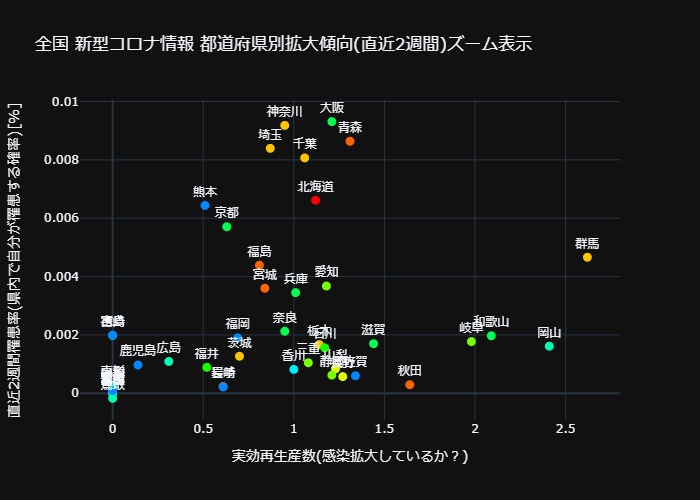 全国 新型コロナ情報 都道府県別拡大傾向(直近2週間)ズーム表示
直近2週間罹患率(県内で自分が罹患する確率)[%]
0.01
0.008
0.006
0.004
0.002
0
神奈川
大阪
埼玉
千葉
青森
北海道
熊本
京都
福島
宮城
兵庫
愛知
群馬
奈良
福岡
茨城
栃木
滋賀
岐阜
和歌山
岡山
鹿児島
広島
福井
香川
三重
秋田
0
0.5
1
1.5
2
2.5
実効再生産数(感染拡大しているか？)